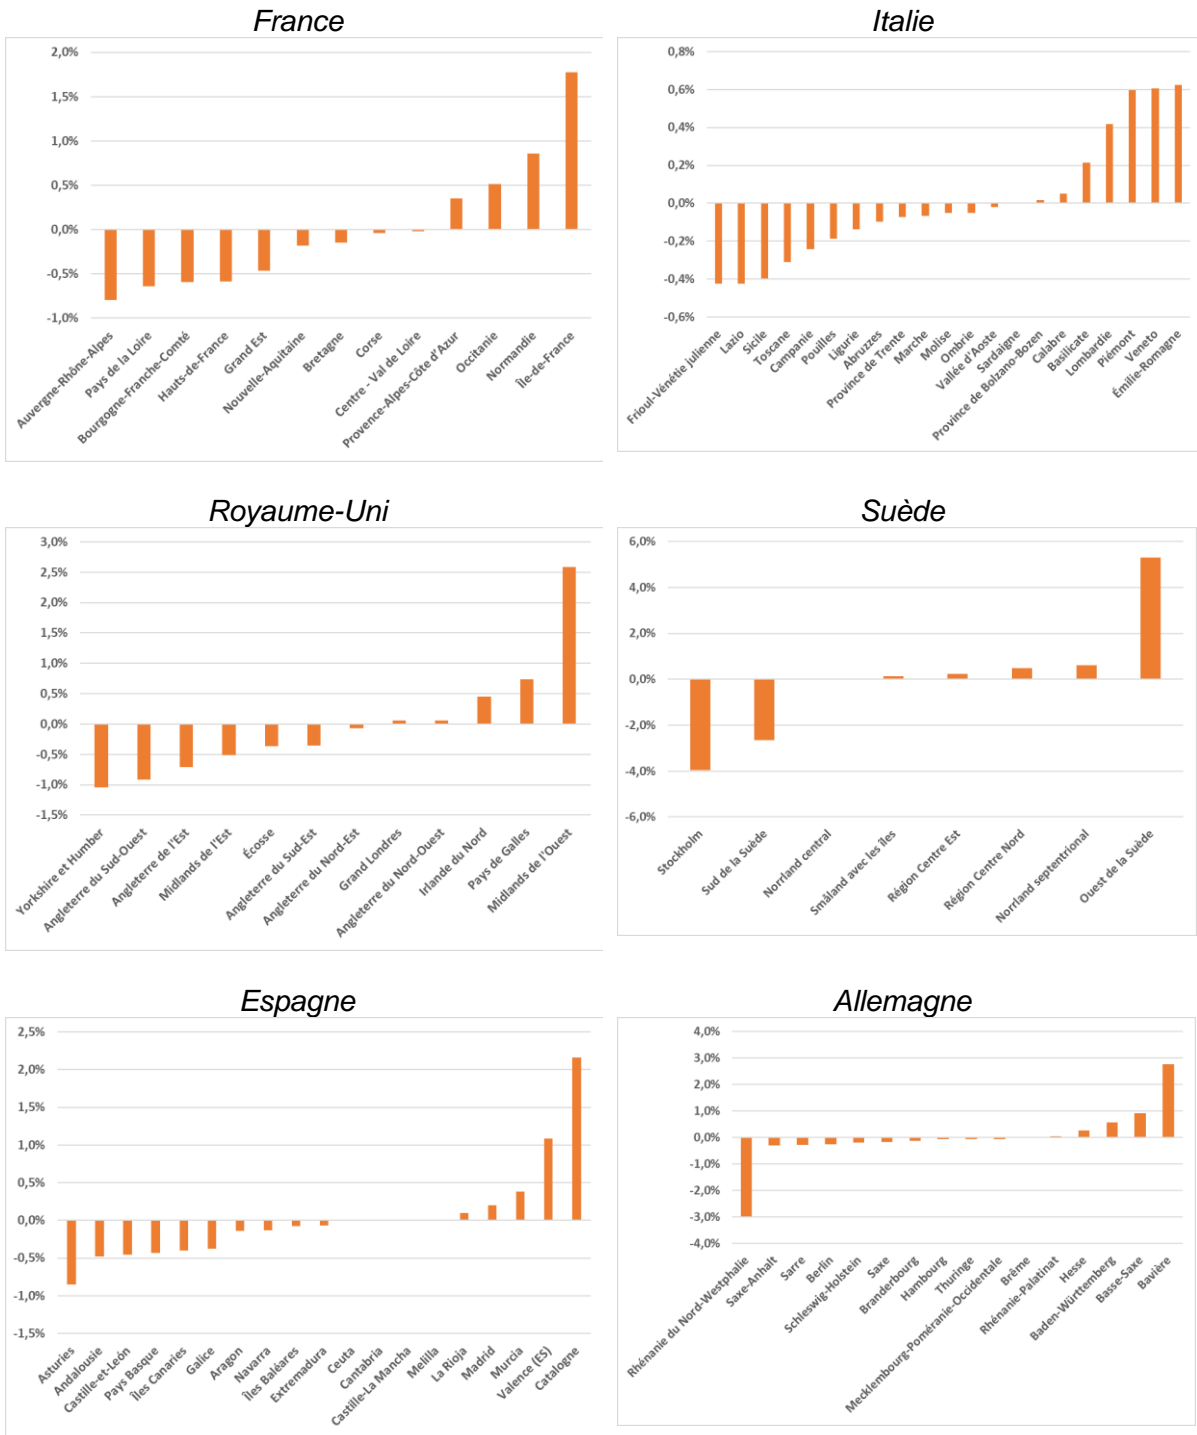 France
2,0%
1,5%
1,0%
0,5%
0,0%
-0,5%
-1,0%
Auvergne-Rhône-Alpes
Pays de la Loire
Bourgogne-Franche-Comté
Hauts-de-France
Grand Est
Nouvelle-Aquitaine
Bretagne
Corse
Centre - Val de Loire
Provence-Alpes-Côte d'Azur
Occitanie
Normandie
Île-de-France
Italie
0,8%
0,6%
0,4%
0,2%
0,0%
-0,2%
-0,4%
-0,6%
Frioul-Vénétie julienne
Lazio
Sicile
Toscane
Campanie
Pouilles
Ligurie
Abruzzes
Province de Trente
Marche
Molise
Ombrie
Vallée d'Aoste
Sardaigne
Province de Bolzano-Bozen
Calabre
Basilicate
Lombardie
Piémont
Veneto
Émilie-Romagne
Royaume-Uni
3,0%
2,5%
2,0%
1,5%
1,0%
0,5%
0,0%
-0,5%
-1,0%
-1,5%
Yorkshire et Humber
Angleterre du Sud-Ouest
Angleterre de l'Est
Midlands de l'Est
Écosse
Angleterre du Sud-Est
Angleterre du Nord-Est
Grand Londres
Angleterre du Nord-Ouest
Irlande du Nord
Pays de Galles
Midlands de l'Ouest
Suède
6,0%
4,0%
2,0%
0,0%
-2,0%
-4,0%
-6,0%
Stockholm
Sud de la Suède
Norrland central
Småland avec les îles
Région Centre Est
Région Centre Nord
Norrland septentrional
Ouest de la Suède
Espagne
2,5%
2,0%
1,5%
1,0%
0,5%
0,0%
-0,5%
-1,0%
-1,5%
Asturies
Andalousie
Castille-et-León
Pays Basque
Îles Canaries
Galice
Aragon
Navarra
Îles Baléares
Extremadura
Ceuta
Cantabria
Castille-La Mancha
Melilla
La Rioja
Madrid
Murcia
Valence (ES)
Catalogne
Allemagne
4,0%
3,0%
2,0%
1,0%
0,0%
-1,0%
-2,0%
-3,0%
-4,0%
Rhénanie du Nord-Westphalie
Saxe-Anhalt
Sarre
Berlin
Schleswig-Holstein
Saxe
Branderbourg
Hambourg
Thuringe
Mecklembourg-Poméranie-Occidentale
Brême
Rhénanie-Palatinat
Hesse
Baden-Württemberg
Basse-Saxe
Bavière